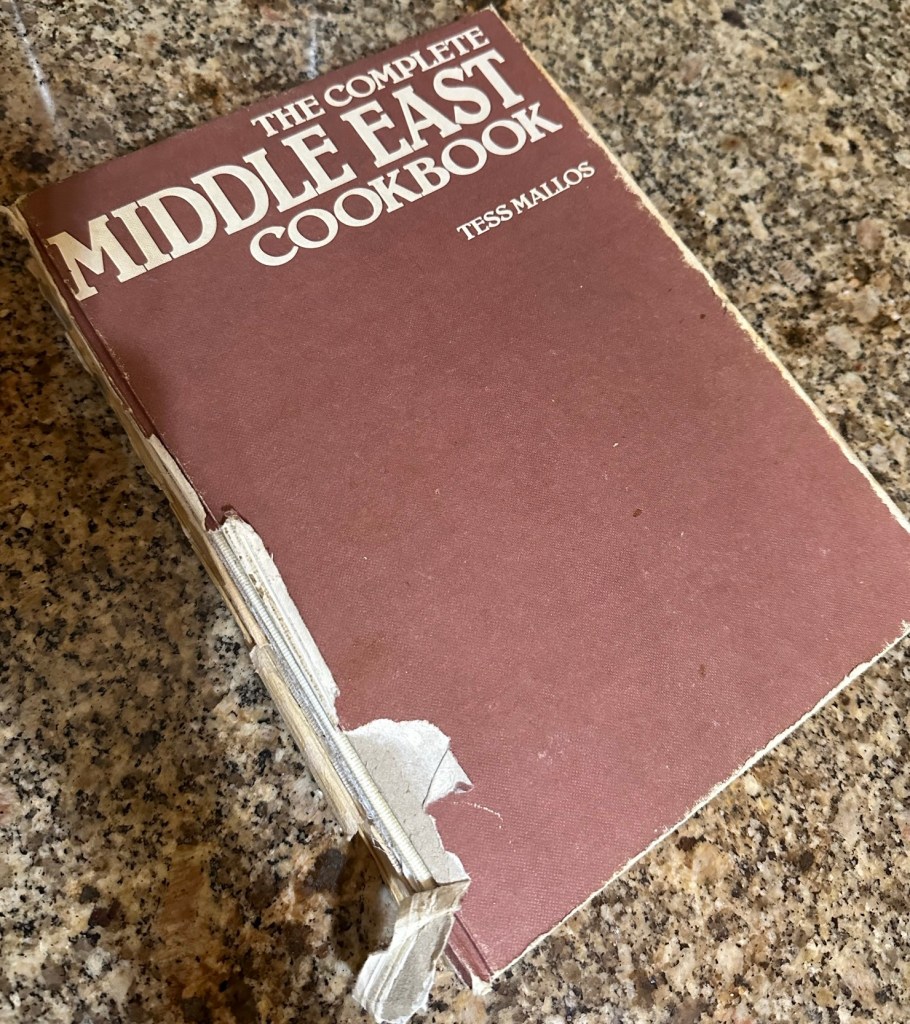 THE COMPLETE
MIDDLE EAST
COOKBOOK
TESS MALLOS